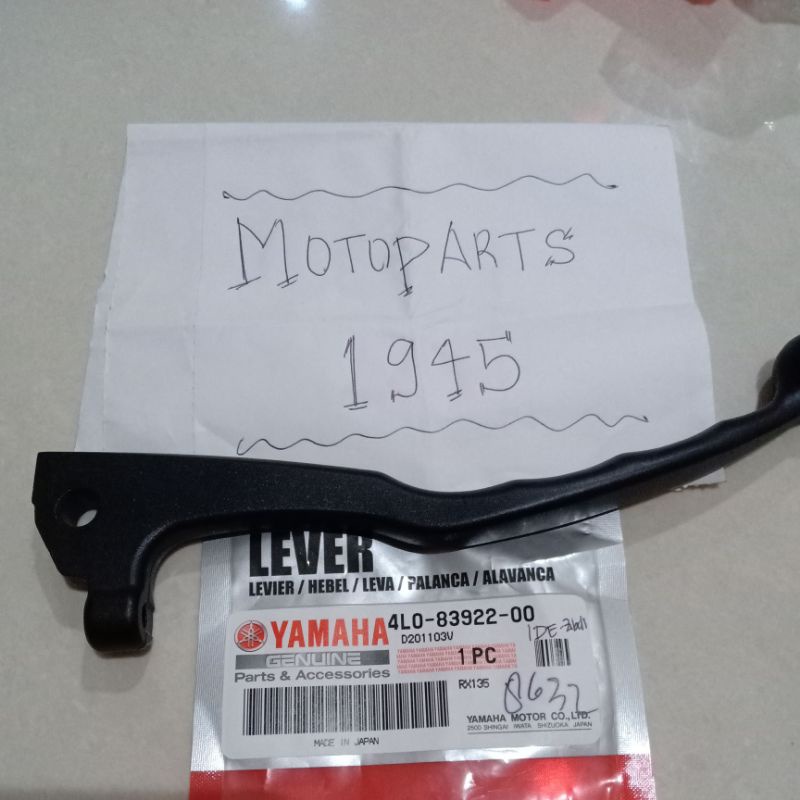 MOTOPARTS
1945
LEVER
LEVIER / HEBEL / LEVA / PALANCA / ALAVANCA
YAMAHA
4L0-83922-00
D201103V
GENUINE
1 PC
Parts & Accessories
RX135
8632
YAMAHA MOTOR CO.,LTD.
2500 SHINGAI IWATA SHIZUOKA JAPAN
MADE IN JAPAN